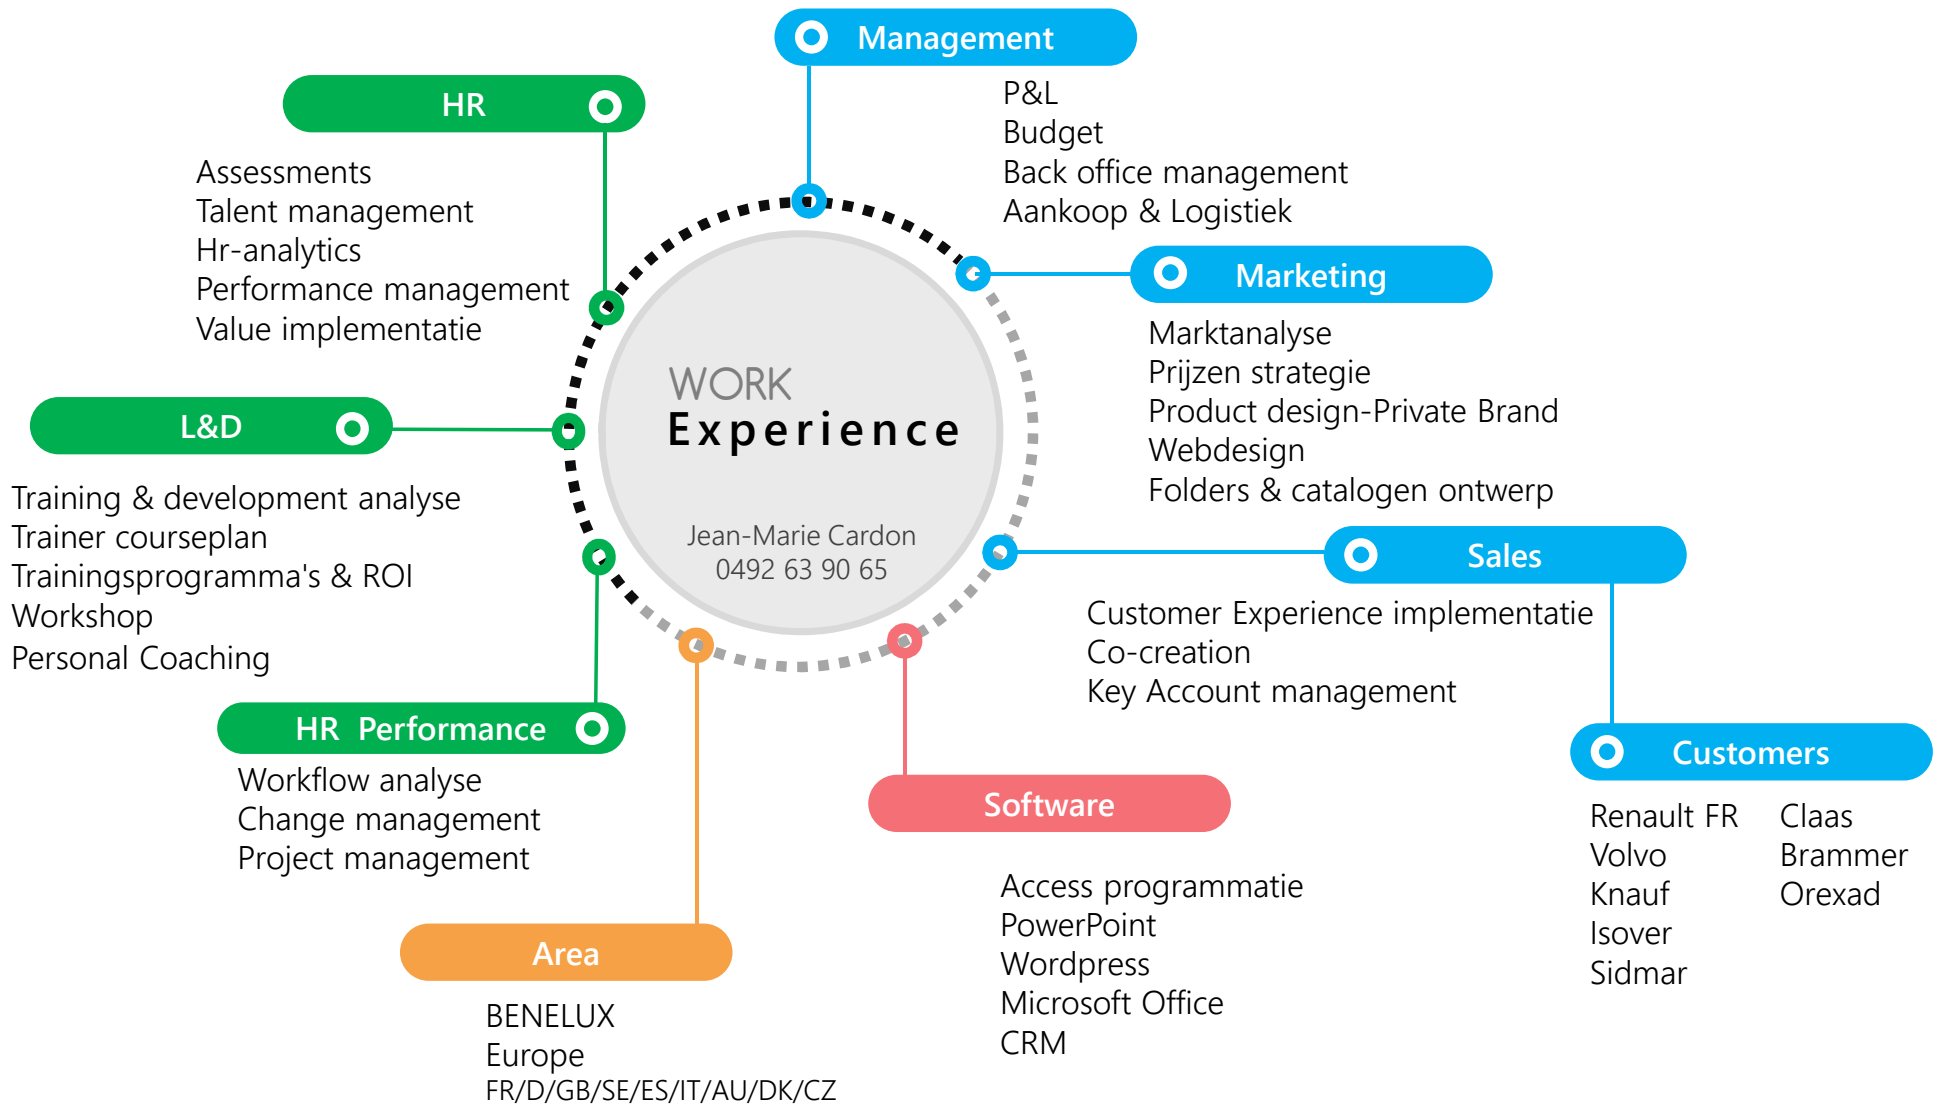 Management
P&L
Budget
Back office management
Aankoop & Logistiek
HR
Assessments
Talent management
Hr-analytics
Performance management
Value implementatie
Marketing
Marktanalyse
Prijzen strategie
Product design-Private Brand
Webdesign
Folders & catalogen ontwerp
WORK
Experience
Jean-Marie Cardon
0492 63 90 65
L&D
Training & development analyse
Trainer courseplan
Trainingsprogramma's & ROI
Workshop
Personal Coaching
Sales
Customer Experience implementatie
Co-creation
Key Account management
HR Performance
Workflow analyse
Change management
Project management
Customers
Renault FR
Volvo
Knauf
Isover
Sidmar
Claas
Brammer
Orexad
Software
Access programmatie
PowerPoint
Wordpress
Microsoft Office
CRM
Area
BENELUX
Europe
FR/D/GB/SE/ES/IT/AU/DK/CZ